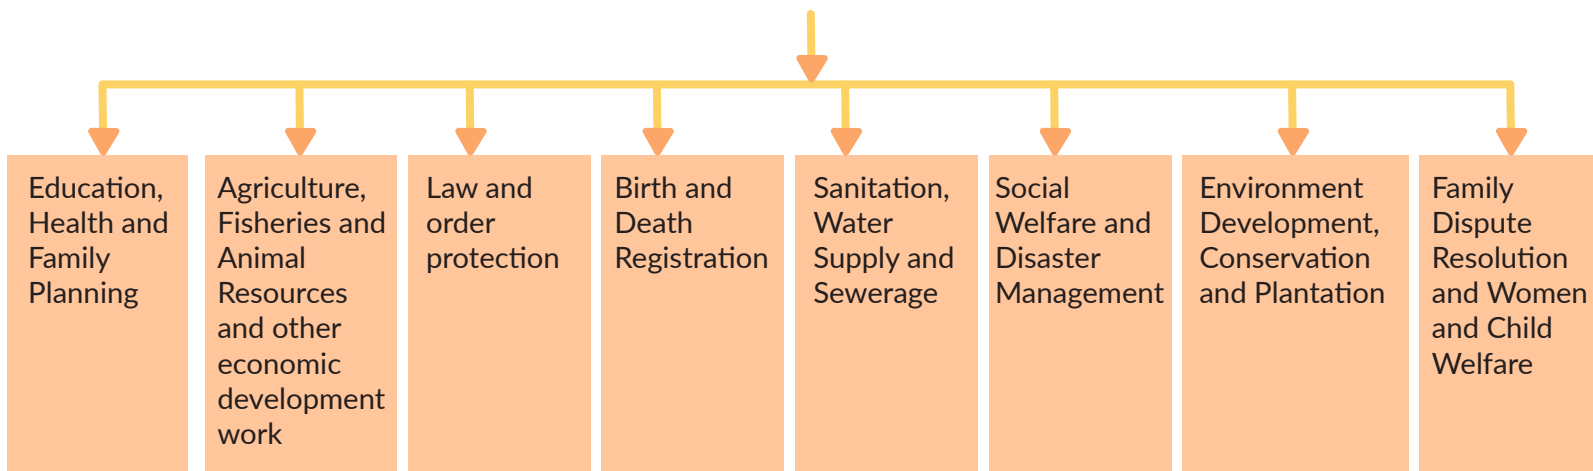 Education,
Health and
Family
Planning
Agriculture,
Fisheries and
Animal
Resources
and other
economic
development
work
Law and
order
protection
Birth and
Death
Registration
Sanitation,
Water
Supply and
Sewerage
Social
Welfare and
Disaster
Management
Environment
Development,
Conservation
and Plantation
Family
Dispute
Resolution
and Women
and Child
Welfare